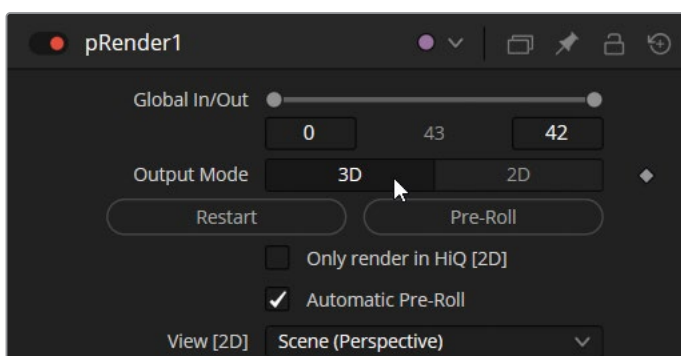 pRender1
Global In/Out
0 43 42
Output Mode 3D 2D
Restart Pre-Roll
Only render in HiQ [2D]
Automatic Pre-Roll
View [2D] Scene (Perspective)